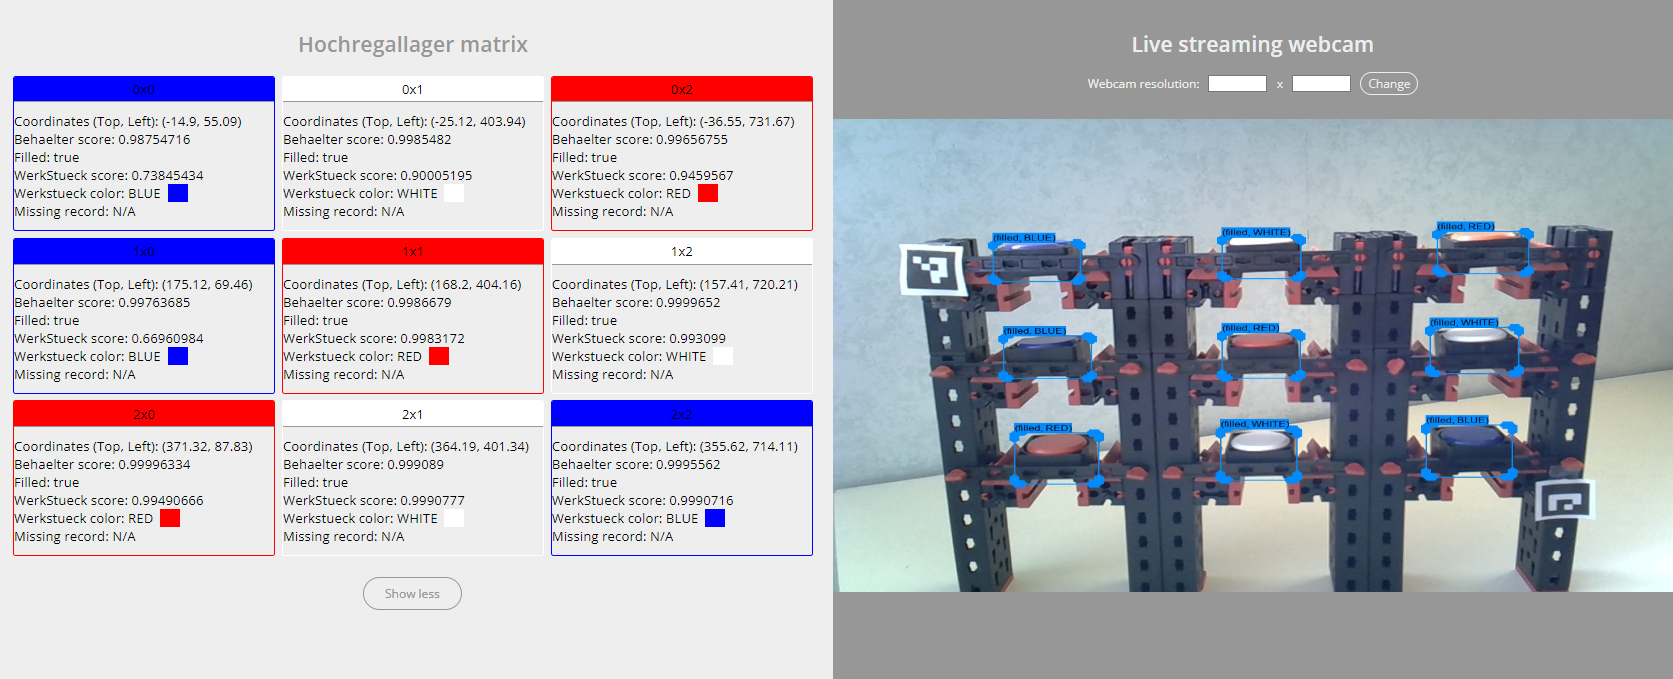 Hochregallager matrix
0x0
Coordinates (Top, Left): (-14.9, 55.09)
Behaelter score: 0.98754716
Filled: true
WerkStueck score: 0.73845434
Werkstueck color: BLUE
Missing record: N/A
0x1
Coordinates (Top, Left): (-25.12, 403.94)
Behaelter score: 0.9985482
Filled: true
WerkStueck score: 0.90005195
Werkstueck color: WHITE
Missing record: N/A
0x2
Coordinates (Top, Left): (-36.55, 731.67)
Behaelter score: 0.99656755
Filled: true
WerkStueck score: 0.9459567
Werkstueck color: RED
Missing record: N/A
1x0
Coordinates (Top, Left): (175.12, 69.46)
Behaelter score: 0.99763685
Filled: true
WerkStueck score: 0.66960984
Werkstueck color: BLUE
Missing record: N/A
1x1
Coordinates (Top, Left): (168.2, 404.16)
Behaelter score: 0.9986679
Filled: true
WerkStueck score: 0.9983172
Werkstueck color: RED
Missing record: N/A
1x2
Coordinates (Top, Left): (157.41, 720.21)
Behaelter score: 0.9999652
Filled: true
WerkStueck score: 0.993099
Werkstueck color: WHITE
Missing record: N/A
2x0
Coordinates (Top, Left): (371.32, 87.83)
Behaelter score: 0.99996334
Filled: true
WerkStueck score: 0.99490666
Werkstueck color: RED
Missing record: N/A
2x1
Coordinates (Top, Left): (364.19, 401.34)
Behaelter score: 0.999089
Filled: true
WerkStueck score: 0.9990777
Werkstueck color: WHITE
Missing record: N/A
2x2
Coordinates (Top, Left): (355.62, 714.11)
Behaelter score: 0.9995562
Filled: true
WerkStueck score: 0.9990716
Werkstueck color: BLUE
Missing record: N/A
Show less
Live streaming webcam
Webcam resolution: x Change
(filled, BLUE)
(filled, WHITE)
(filled, RED)
(filled, BLUE)
(filled, RED)
(filled, WHITE)
(filled, RED)
(filled, WHITE)
(filled, BLUE)